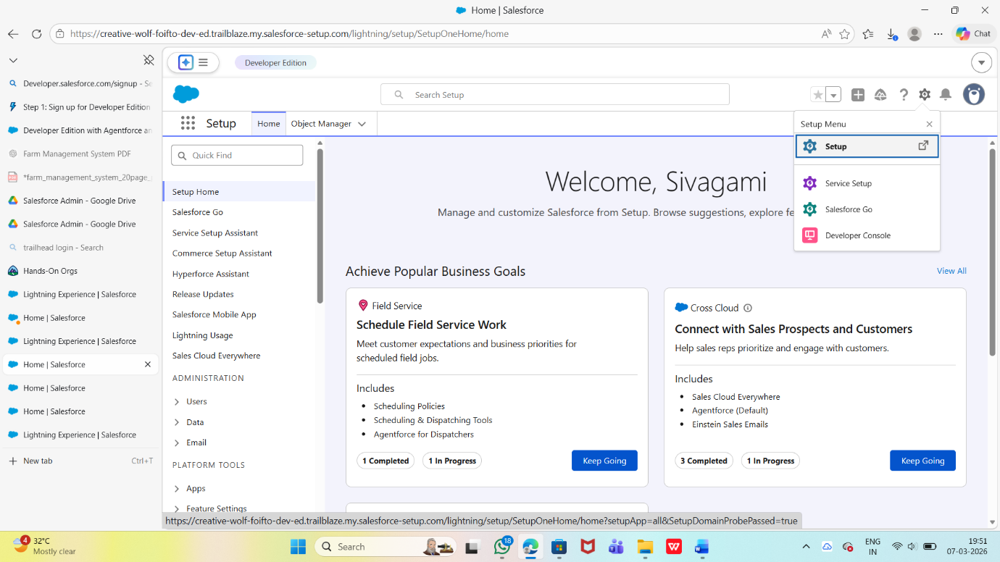 Home | Salesforce
https://creative-wolf-foifto-dev-ed.trailblaze.my.salesforce-setup.com/lightning/setup/SetupOneHome/home
Chat
Developer.salesforce.com/signup - Se
Step 1: Sign up for Developer Edition
Developer Edition with Agentforce an
Farm Management System PDF
*farm_management_system_20page_
Salesforce Admin - Google Drive
Salesforce Admin - Google Drive
trailhead login - Search
Hands-On Orgs
Lightning Experience | Salesforce
Home | Salesforce
Lightning Experience | Salesforce
Home | Salesforce
Home | Salesforce
Home | Salesforce
Lightning Experience | Salesforce
New tab Ctrl+T
Developer Edition
Search Setup
Setup Home Object Manager
Setup Menu
Setup
Service Setup
Salesforce Go
Developer Console
Quick Find
Setup Home
Salesforce Go
Service Setup Assistant
Commerce Setup Assistant
Hyperforce Assistant
Release Updates
Salesforce Mobile App
Lightning Usage
Sales Cloud Everywhere
ADMINISTRATION
Users
Data
Email
PLATFORM TOOLS
Apps
Feature Settings
Welcome, Sivagami
Manage and customize Salesforce from Setup. Browse suggestions, explore fe
Achieve Popular Business Goals
View All
Field Service
Schedule Field Service Work
Meet customer expectations and business priorities for
scheduled field jobs.
Includes
Scheduling Policies
Scheduling & Dispatching Tools
Agentforce for Dispatchers
1 Completed 1 In Progress Keep Going
Cross Cloud
Connect with Sales Prospects and Customers
Help sales reps prioritize and engage with customers.
Includes
Sales Cloud Everywhere
Agentforce (Default)
Einstein Sales Emails
3 Completed 1 In Progress Keep Going
https://creative-wolf-foifto-dev-ed.trailblaze.my.salesforce-setup.com/lightning/setup/SetupOneHome/home?setupApp=all&SetupDomainProbePassed=true
4
32°C
Mostly clear
Search
18
ENG
IN
19:51
07-03-2026